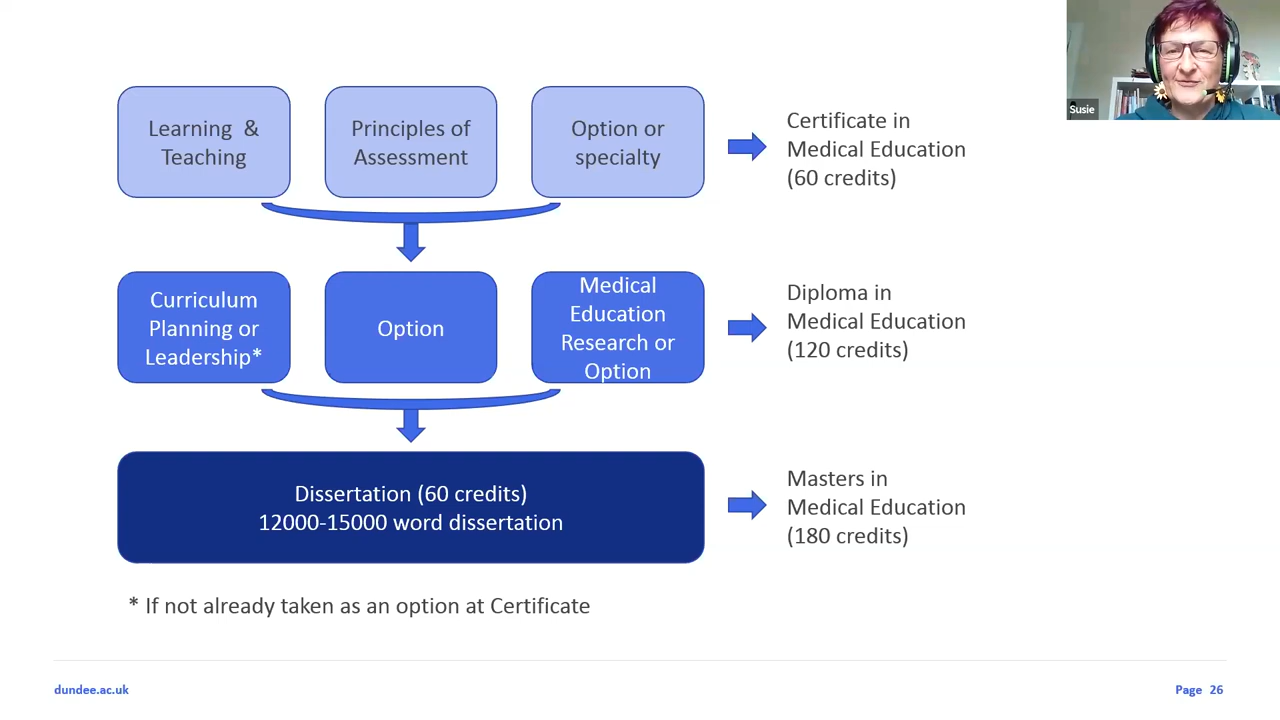 Susie
Learning & 
Teaching
Principles of
Assessment
Option or
specialty
Certificate in
Medical Education
(60 credits)
Curriculum
Planning or
Leadership*
Option
Medical
Education
Research or
Option
Diploma in
Medical Education
(120 credits)
Dissertation (60 credits)
12000-15000 word dissertation
Masters in
Medical Education
(180 credits)
* If not already taken as an option at Certificate
dundee.ac.uk
Page 26